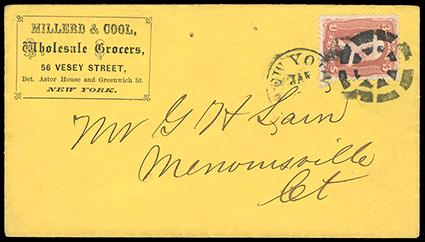 MILLERD & COOL,
Wholesale Grocers,
56 VESEY STREET,
Bet. Astor House and Greenwich St.
NEW YORK.
Mr G H Lain
Menomsville
Ct